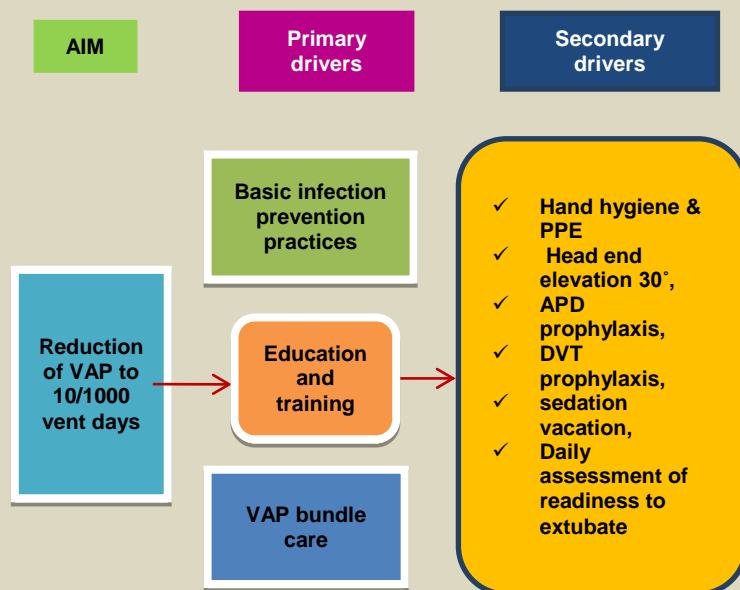 AIM
Primary
drivers
Secondary
drivers
Reduction
of VAP to
10/1000
vent days
Basic infection
prevention
practices
Education
and
training
VAP bundle
care
✓ Hand hygiene &
PPE
✓ Head end
elevation 30˚,
✓ APD
prophylaxis,
✓ DVT
prophylaxis,
✓ sedation
vacation,
✓ Daily
assessment of
readiness to
extubate